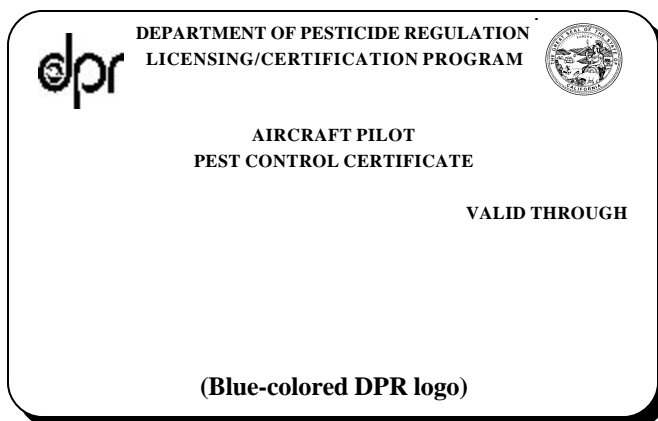 dpr
DEPARTMENT OF PESTICIDE REGULATION
LICENSING/CERTIFICATION PROGRAM
AIRCRAFT PILOT
PEST CONTROL CERTIFICATE
VALID THROUGH
(Blue-colored DPR logo)